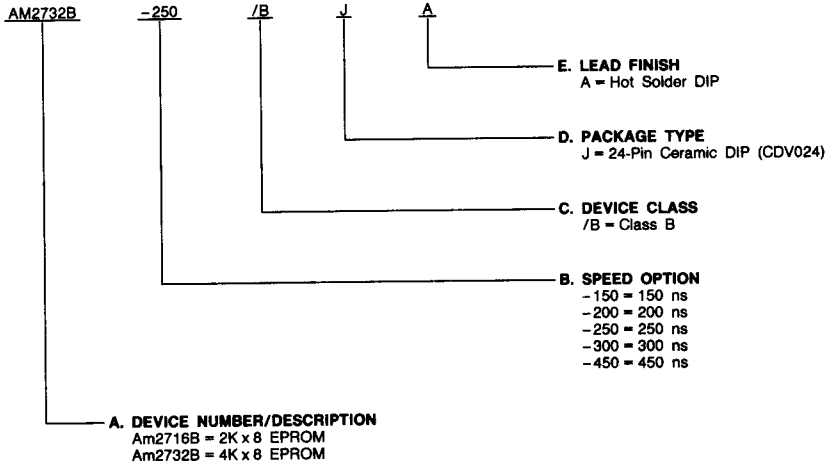 AM2732B -250 /B J A
E. LEAD FINISH
A = Hot Solder DIP
D. PACKAGE TYPE
J = 24-Pin Ceramic DIP (CDV024)
C. DEVICE CLASS
/B = Class B
B. SPEED OPTION
-150 = 150 ns
-200 = 200 ns
-250 = 250 ns
-300 = 300 ns
-450 = 450 ns
A. DEVICE NUMBER/DESCRIPTION
Am2716B = 2K x 8 EPROM
Am2732B = 4K x 8 EPROM